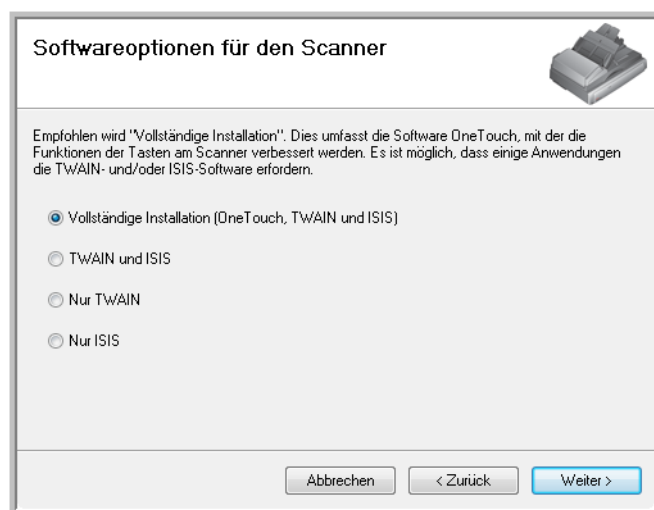 Softwareoptionen für den Scanner
Empfohlen wird "Vollständige Installation". Dies umfasst die Software OneTouch, mit der die
Funktionen der Tasten am Scanner verbessert werden. Es ist möglich, dass einige Anwendungen
die TWAIN- und/oder ISIS-Software erfordern.
Vollständige Installation (OneTouch, TWAIN und ISIS)
TWAIN und ISIS
Nur TWAIN
Nur ISIS
Abbrechen < Zurück Weiter >